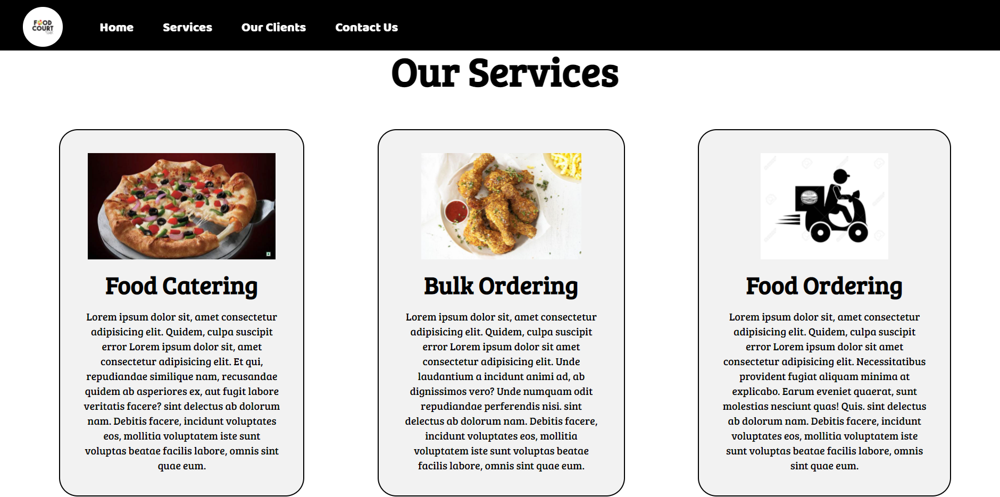 FOOD
COURT
Home
Services
Our Clients
Contact Us
Our Services
Food Catering
Lorem ipsum dolor sit, amet consectetur
adipisicing elit. Quidem, culpa suscipit
error Lorem ipsum dolor sit, amet
consectetur adipisicing elit. Et qui,
repudiandae similique nam, recusandae
quidem ab asperiores ex, aut fugit labore
veritatis facere? sint delectus ab dolorum
nam. Debitis facere, incidunt voluptates
eos, mollitia voluptatem iste sunt
voluptas beatae facilis labore, omnis sint
quae eum.
Bulk Ordering
Lorem ipsum dolor sit, amet consectetur
adipisicing elit. Quidem, culpa suscipit
error Lorem ipsum dolor sit amet
consectetur adipisicing elit. Unde
laudantium a incidunt animi ad, ab
dignissimos vero? Unde numquam odit
repudiandae perferendis nisi. sint
delectus ab dolorum nam. Debitis facere,
incidunt voluptates eos, mollitia
voluptatem iste sunt voluptas beatae
facilis labore, omnis sint quae eum.
Food Ordering
Lorem ipsum dolor sit, amet consectetur
adipisicing elit. Quidem, culpa suscipit
error Lorem ipsum dolor sit amet
consectetur adipisicing elit. Necessitatibus
provident fugiat aliquam minima at
explicabo. Earum eveniet quaerat, sunt
molestias nesciunt quas! Quis. sint delectus
ab dolorum nam. Debitis facere, incidunt
voluptates eos, mollitia voluptatem iste
sunt voluptas beatae facilis labore, omnis
sint quae eum.